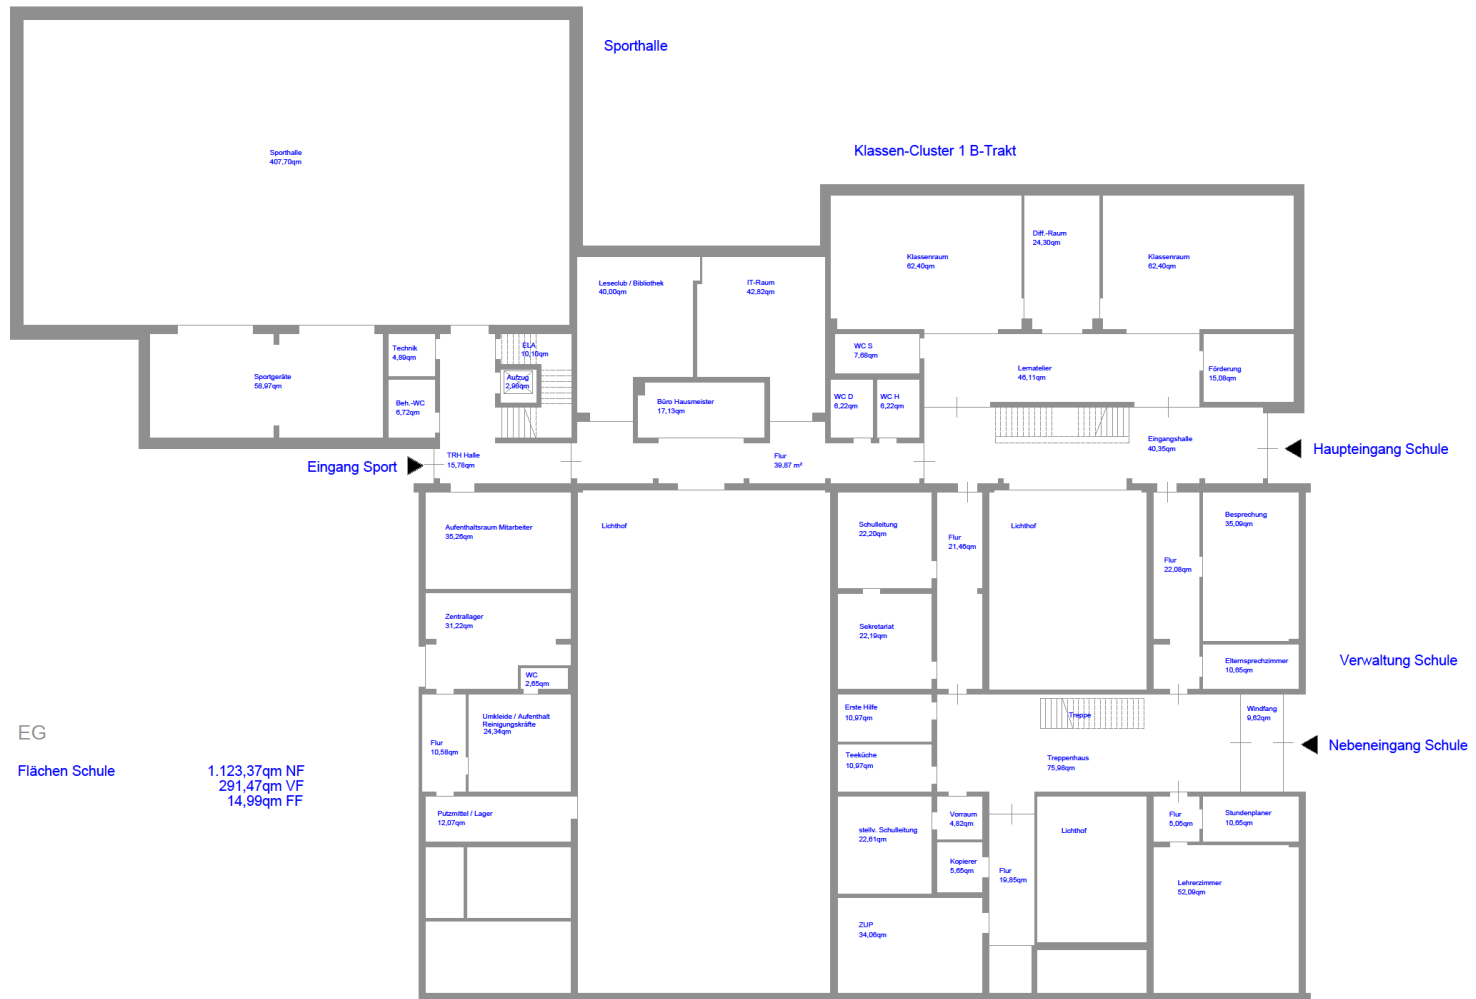 Sporthalle
Sporthalle
407,70qm
Klassen-Cluster 1 B-Trakt
Klassenraum
62,40qm
Diff.-Raum
24,30qm
Klassenraum
62,40qm
Leseclub / Bibliothek
40,00qm
IT-Raum
42,82qm
Technik
4,89qm
ELA
10,10qm
Aufzug
2,98qm
Sportgeräte
58,97qm
Beh.-WC
6,72qm
Büro Hausmeister
17,13qm
WC S
7,68qm
WC D
6,22qm
WC H
6,22qm
Lernatelier
46,11qm
Förderung
15,08qm
Eingang Sport
TRH Halle
15,78qm
Flur
39,87 m²
Eingangshalle
40,35qm
Haupteingang Schule
Aufenthaltsraum Mitarbeiter
35,26qm
Lichthof
Schulleitung
22,20qm
Flur
21,46qm
Lichthof
Flur
22,08qm
Besprechung
35,09qm
Zentrallager
31,22qm
Sekretariat
22,19qm
Elternsprechzimmer
10,65qm
Verwaltung Schule
WC
2,65qm
Umkleide / Aufenthalt
Reinigungskräfte
24,34qm
Flur
10,58qm
Erste Hilfe
10,97qm
Treppe
Windfang
9,62qm
Teeküche
10,97qm
Treppenhaus
75,98qm
Nebeneingang Schule
EG
Flächen Schule
1.123,37qm NF
291,47qm VF
14,99qm FF
Putzmittel / Lager
12,07qm
stellv. Schulleitung
22,61qm
Vorraum
4,82qm
Lichthof
Flur
5,05qm
Stundenplaner
10,65qm
Kopierer
5,65qm
Flur
19,85qm
Lehrerzimmer
52,09qm
ZUP
34,06qm